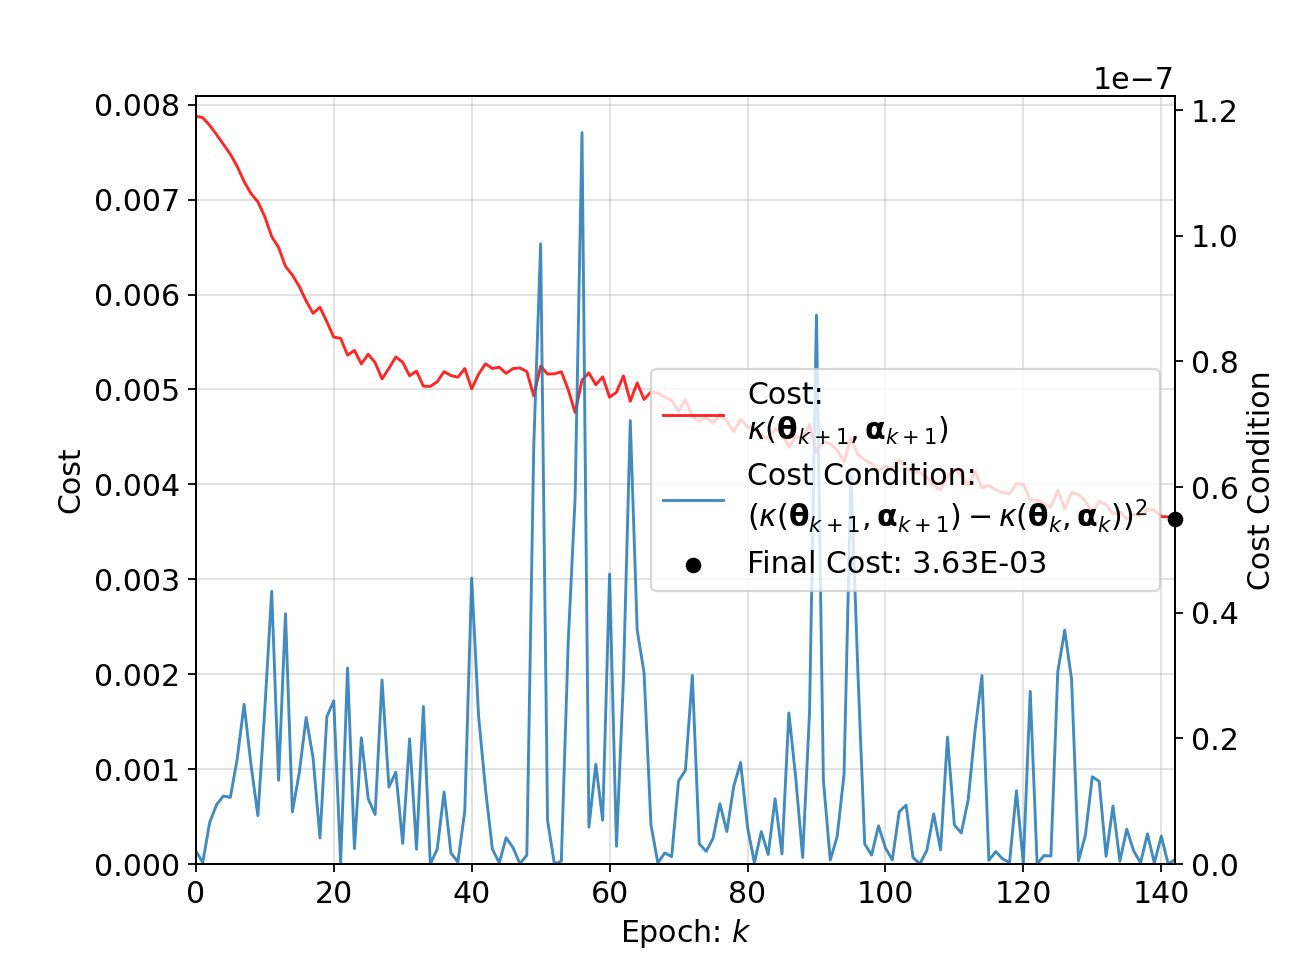 1e−7
0.008
0.007
0.006
0.005
0.004
0.003
0.002
0.001
0.000
Cost
1.2
1.0
0.8
0.6
0.4
0.2
0.0
Cost Condition
Cost:
κ(θ_{k+1}, α_{k+1})
Cost Condition:
(κ(θ_{k+1}, α_{k+1}) − κ(θ_k, α_k))^2
Final Cost: 3.63E-03
0 20 40 60 80 100 120 140
Epoch: k